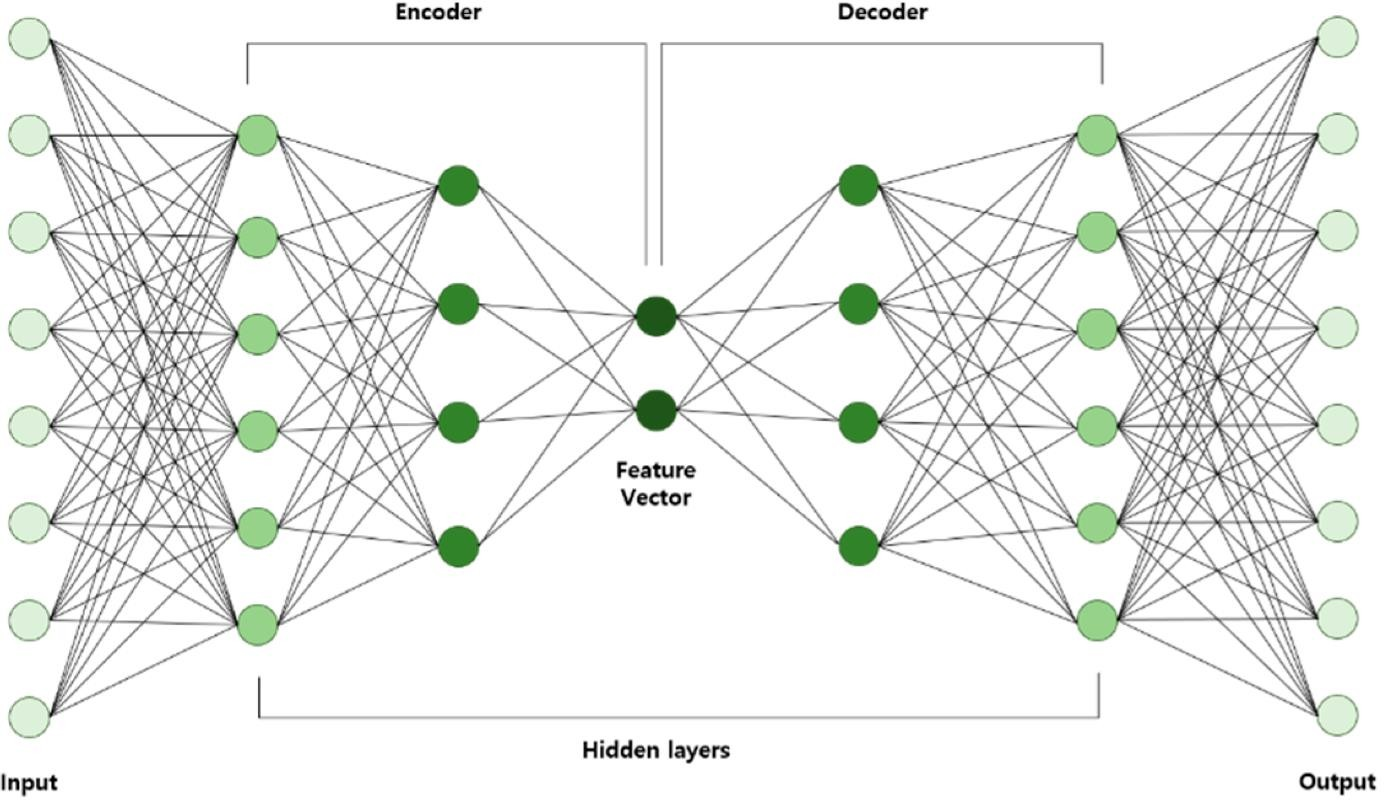 Encoder
Decoder
Feature
Vector
Hidden layers
Input
Output